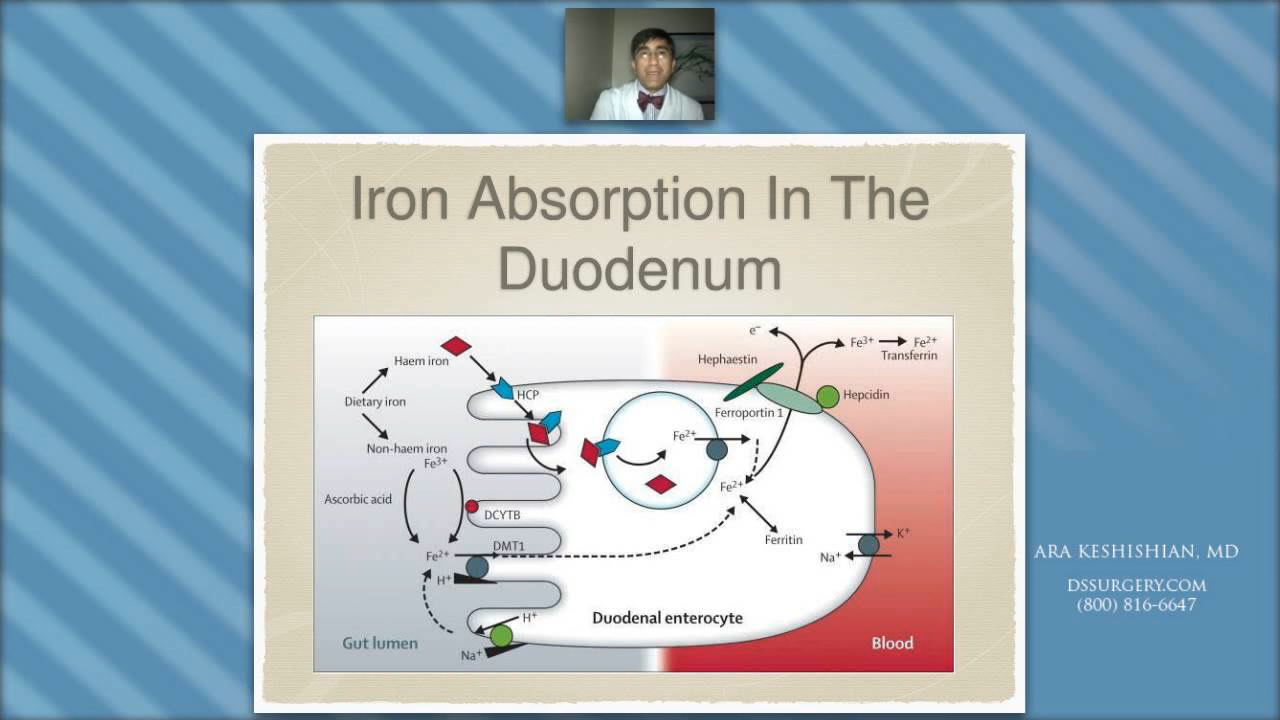 Iron Absorption In The
Duodenum
e⁻
Fe³⁺
Fe²⁺
Transferrin
Hephaestin
Haem iron
HCP
Hepcidin
Dietary iron
Ferroportin 1
Non-haem iron
Fe³⁺
Fe²⁺
Fe²⁺
Ascorbic acid
DCYTB
DMT1
Fe²⁺
H⁺
Ferritin
K⁺
Na⁺
H⁺
Na⁺
Duodenal enterocyte
Gut lumen
Blood
ARA KESHISHIAN, MD
DSSURGERY.COM
(800) 816-6647